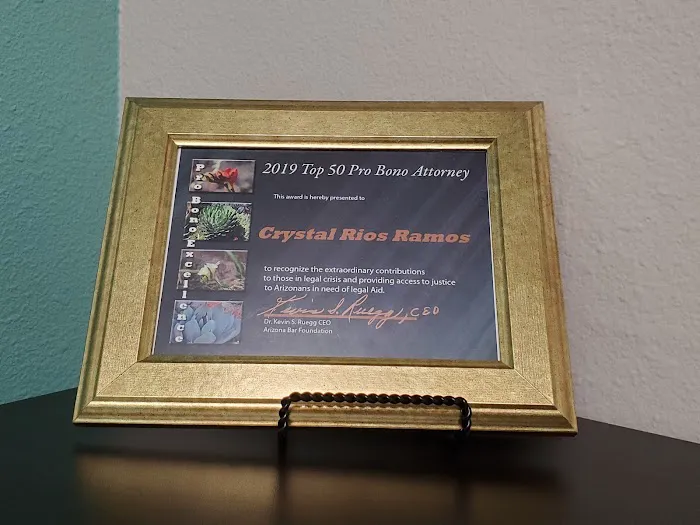 2019 Top 50 Pro Bono Attorney
This award is hereby presented to
Crystal Rios Ramos
to recognize the extraordinary contributions
to those in legal crisis and providing access to justice
to Arizonans in need of legal Aid.
Kevin S. Ruegg, CEO
Dr. Kevin S. Ruegg CEO
Arizona Bar Foundation
Pro Bono Excellence